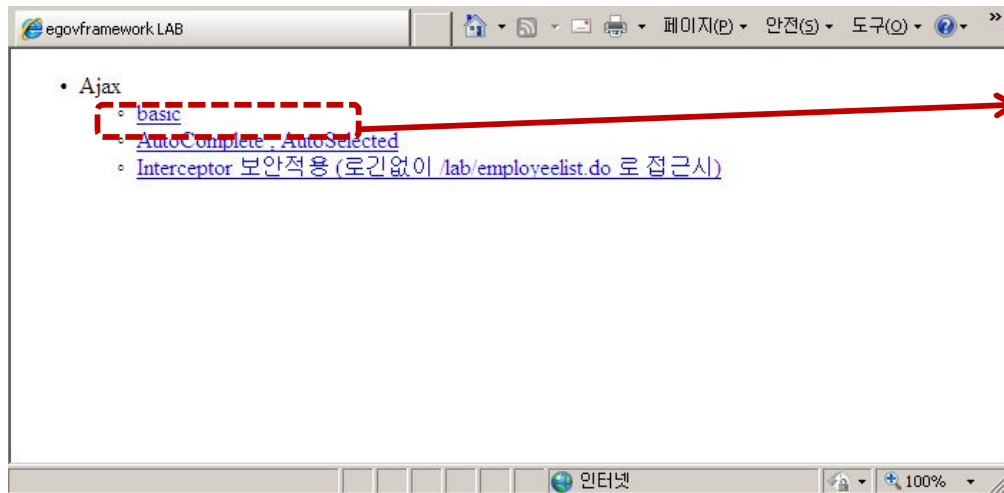 egovframework LAB
페이지(P) 안전(S) 도구(O) »
• Ajax
◦ basic
◦ AutoComplete , AutoSelected
◦ Interceptor 보안적용 (로긴없이 /lab/employeelist.do 로 접근시)
인터넷 100%